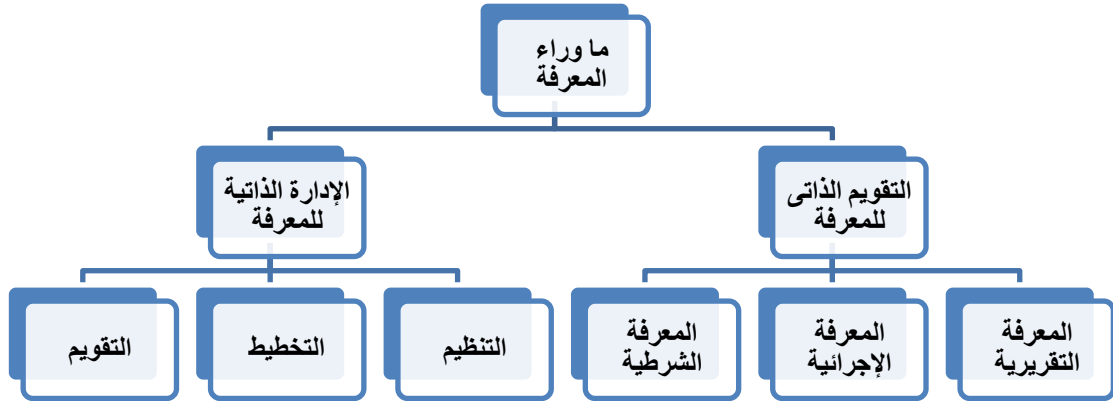 ما وراء
المعرفة
التقويم الذاتى
للمعرفة
الإدارة الذاتية
للمعرفة
المعرفة
التقريرية
المعرفة
الإجرائية
المعرفة
الشرطية
التنظيم
التخطيط
التقويم